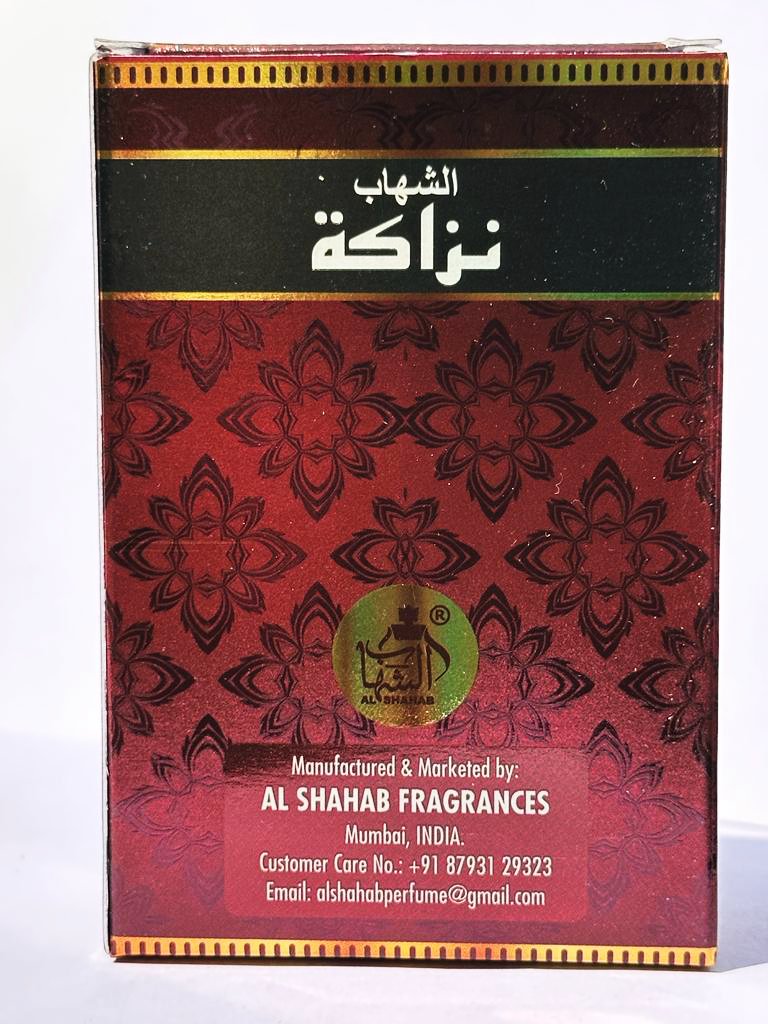 الشهاب
نزاكة
®
الشهاب
AL SHAHAB
Manufactured & Marketed by:
AL SHAHAB FRAGRANCES
Mumbai, INDIA.
Customer Care No.: +91 87931 29323
Email: alshahabperfume@gmail.com